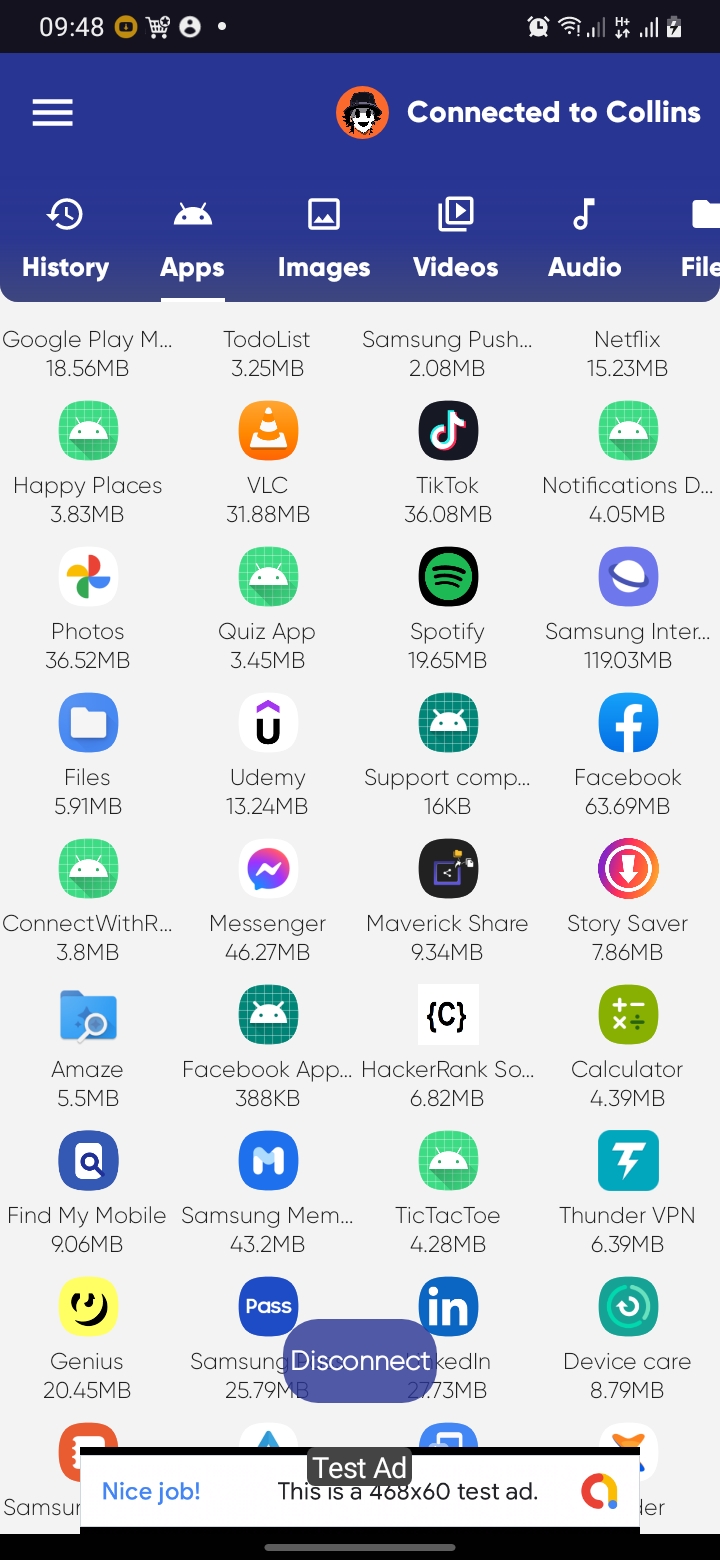 09:48
Connected to Collins
History Apps Images Videos Audio File
Google Play M... TodoList Samsung Push... Netflix
18.56MB 3.25MB 2.08MB 15.23MB
Happy Places VLC TikTok Notifications D...
3.83MB 31.88MB 36.08MB 4.05MB
Photos Quiz App Spotify Samsung Inter...
36.52MB 3.45MB 19.65MB 119.03MB
Files Udemy Support comp... Facebook
5.91MB 13.24MB 16KB 63.69MB
ConnectWithR... Messenger Maverick Share Story Saver
3.8MB 46.27MB 9.34MB 7.86MB
{C}
Amaze Facebook App... HackerRank So... Calculator
5.5MB 388KB 6.82MB 4.39MB
Find My Mobile Samsung Mem... TicTacToe Thunder VPN
9.06MB 43.2MB 4.28MB 6.39MB
Pass in
Genius Samsung Disconnect kedIn Device care
20.45MB 25.79MB 27.73MB 8.79MB
Test Ad
Nice job! This is a 468x60 test ad.
Samsu der